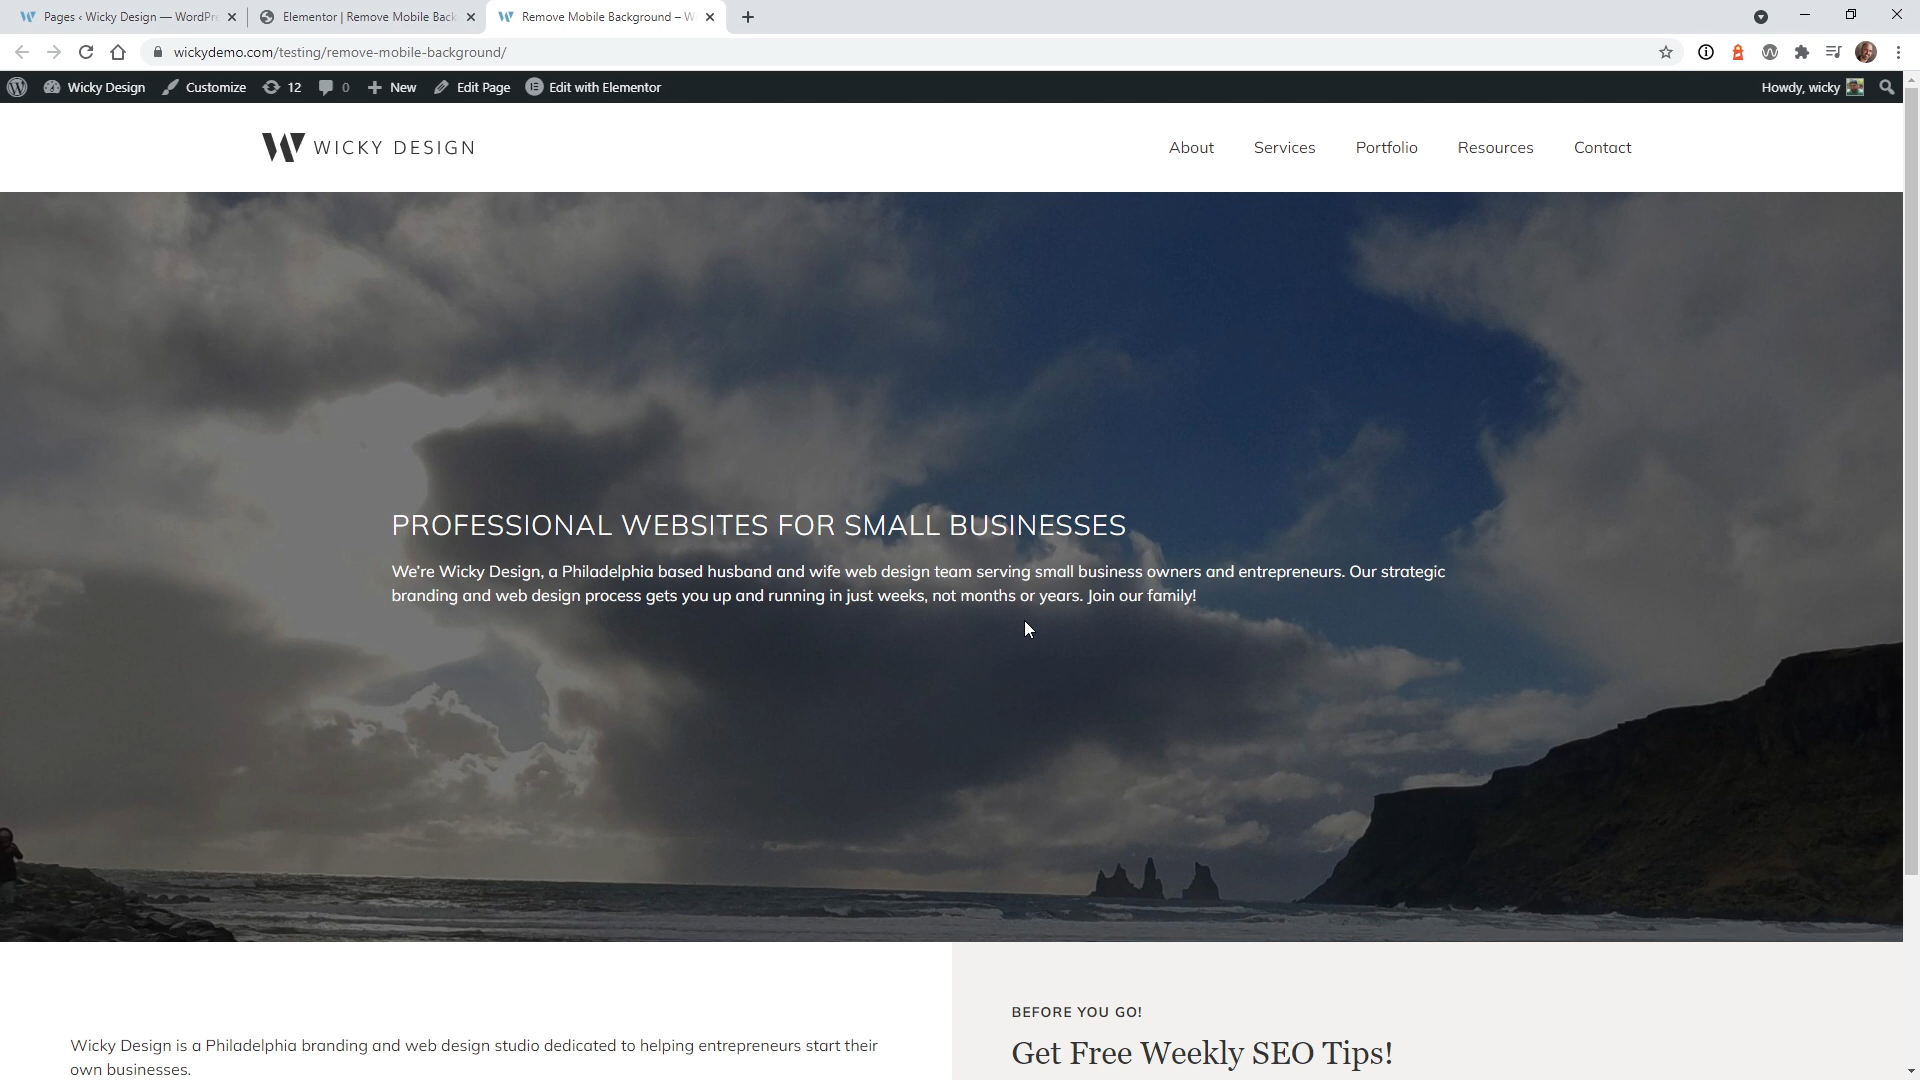 Pages ‹ Wicky Design — WordPre
Elementor | Remove Mobile Back
Remove Mobile Background – W
wickydemo.com/testing/remove-mobile-background/
Wicky Design
Customize
12
0
New
Edit Page
Edit with Elementor
Howdy, wicky
WICKY DESIGN
About
Services
Portfolio
Resources
Contact
PROFESSIONAL WEBSITES FOR SMALL BUSINESSES
We're Wicky Design, a Philadelphia based husband and wife web design team serving small business owners and entrepreneurs. Our strategic
branding and web design process gets you up and running in just weeks, not months or years. Join our family!
Wicky Design is a Philadelphia branding and web design studio dedicated to helping entrepreneurs start their
own businesses.
BEFORE YOU GO!
Get Free Weekly SEO Tips!